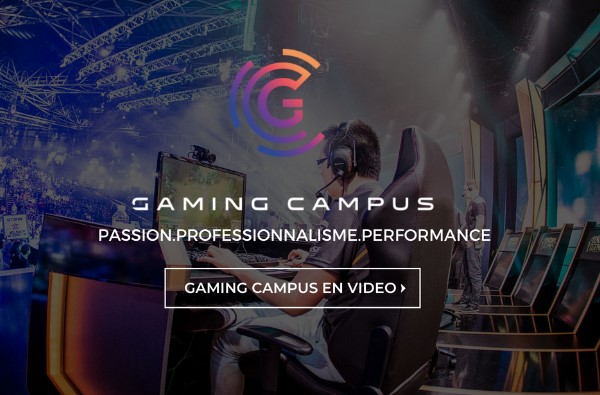 G
GAMING CAMPUS
PASSION.PROFESSIONNALISME.PERFORMANCE
GAMING CAMPUS EN VIDEO